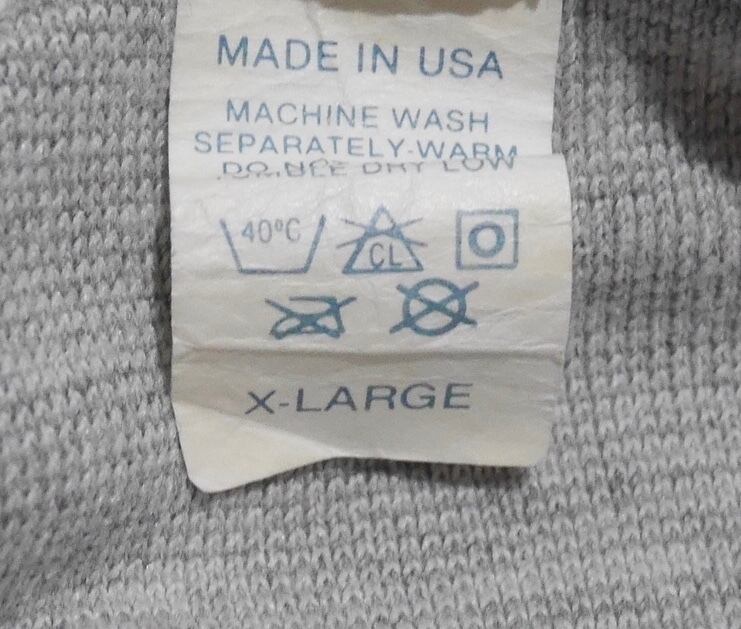 MADE IN USA
MACHINE WASH
SEPARATELY-WARM
DRY LOW
40°C
CL
X-LARGE